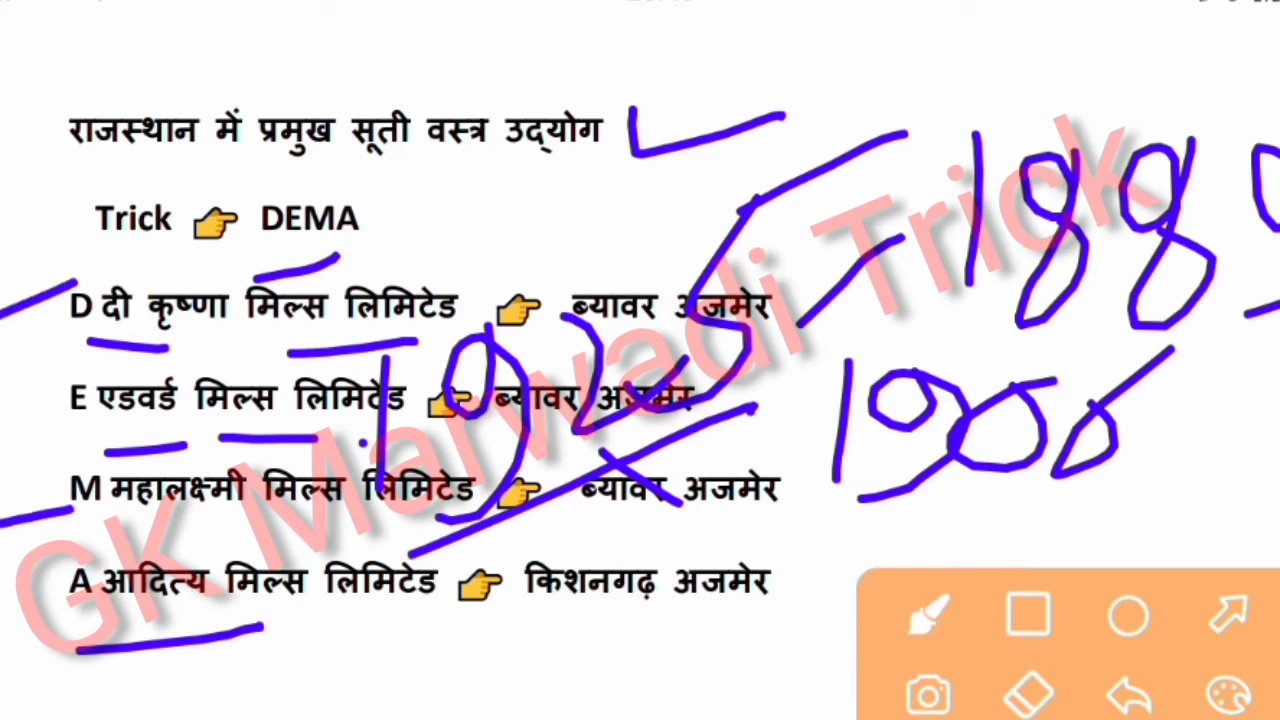 राजस्थान में प्रमुख सूती वस्त्र उद्योग
Trick 👉 DEMA
D दी कृष्णा मिल्स लिमिटेड 👉 ब्यावर अजमेर
E एडवर्ड मिल्स लिमिटेड 👉 ब्यावर अजमेर
M महालक्ष्मी मिल्स लिमिटेड 👉 ब्यावर अजमेर
A आदित्य मिल्स लिमिटेड 👉 किशनगढ़ अजमेर
1925
1906
GK Marwadi Trick